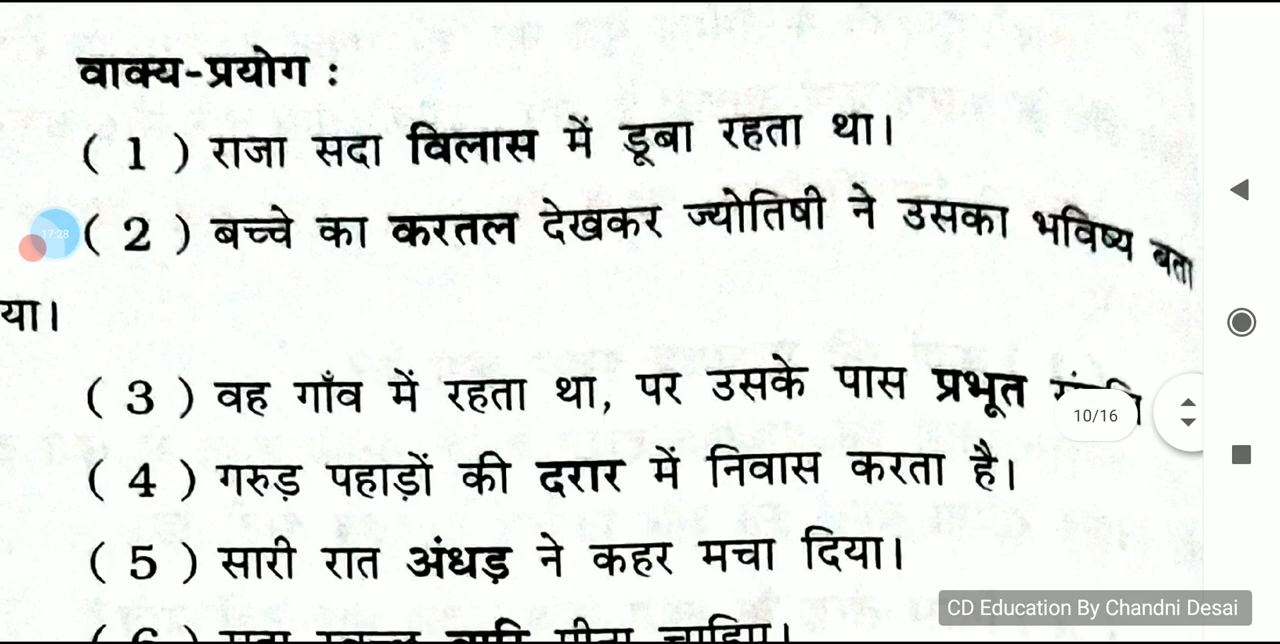 वाक्य-प्रयोग :
( 1 ) राजा सदा विलास में डूबा रहता था।
17:28
( 2 ) बच्चे का करतल देखकर ज्योतिषी ने उसका भविष्य बता
या।
( 3 ) वह गाँव में रहता था, पर उसके पास प्रभूत
10/16
( 4 ) गरुड़ पहाड़ों की दरार में निवास करता है।
( 5 ) सारी रात अंधड़ ने कहर मचा दिया।
CD Education By Chandni Desai
पीना चाहिए।